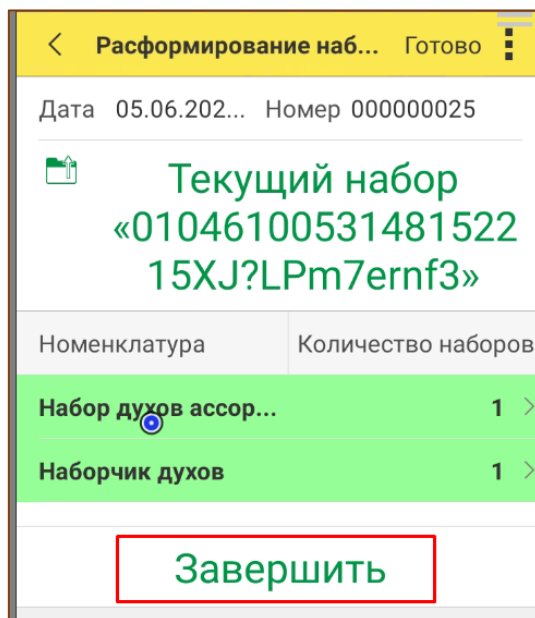 Расформирование наб... Готово
Дата 05.06.202... Номер 000000025
Текущий набор
«01046100531481522
15XJ?LPm7ernf3»
Номенклатура Количество наборов
Набор духов ассор... 1
Наборчик духов 1
Завершить